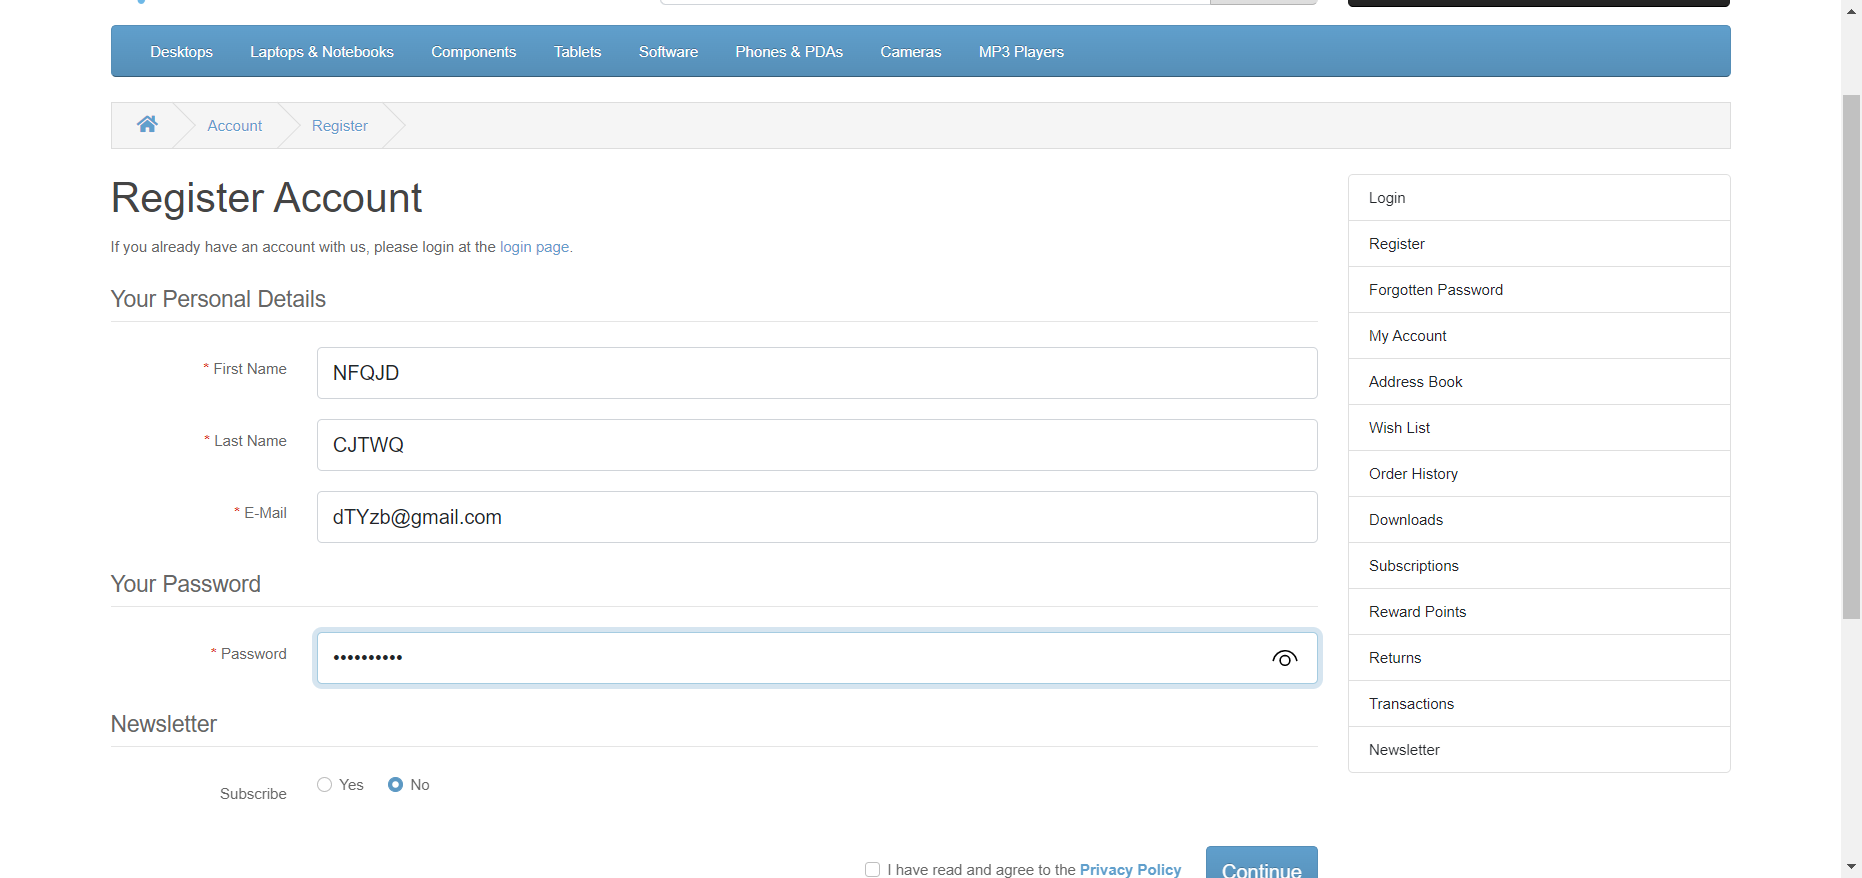 Desktops Laptops & Notebooks Components Tablets Software Phones & PDAs Cameras MP3 Players
Account Register
Register Account
If you already have an account with us, please login at the login page.
Your Personal Details
* First Name NFQJD
* Last Name CJTWQ
* E-Mail dTYzb@gmail.com
Your Password
* Password ••••••••••
Newsletter
Subscribe Yes No
I have read and agree to the Privacy Policy Continue
Login
Register
Forgotten Password
My Account
Address Book
Wish List
Order History
Downloads
Subscriptions
Reward Points
Returns
Transactions
Newsletter